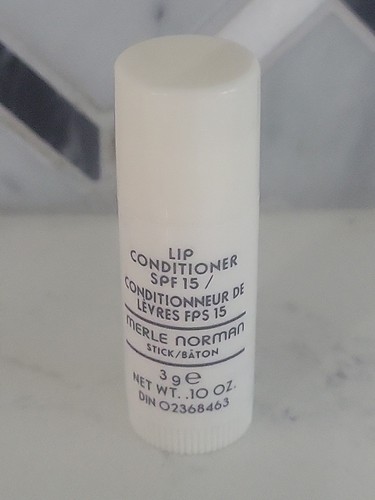 LIP
CONDITIONER
SPF 15 /
CONDITIONNEUR DE
LÈVRES FPS 15
MERLE NORMAN
STICK/BÂTON
3 g ℮
NET WT. .10 OZ.
DIN 02368463